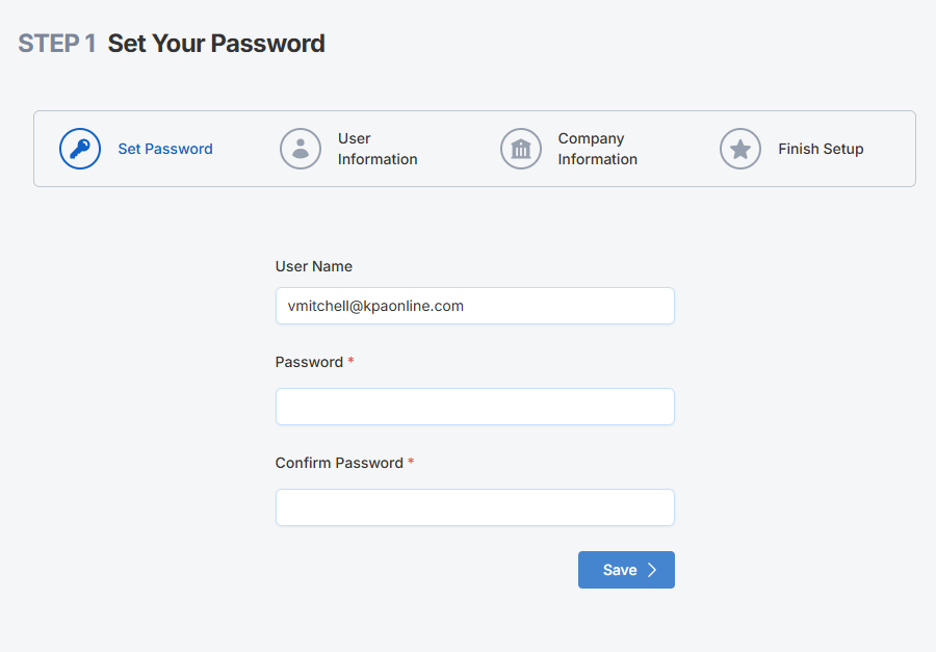 STEP 1 Set Your Password
Set Password
User
Information
Company
Information
Finish Setup
User Name
vmitchell@kpaonline.com
Password *
Confirm Password *
Save